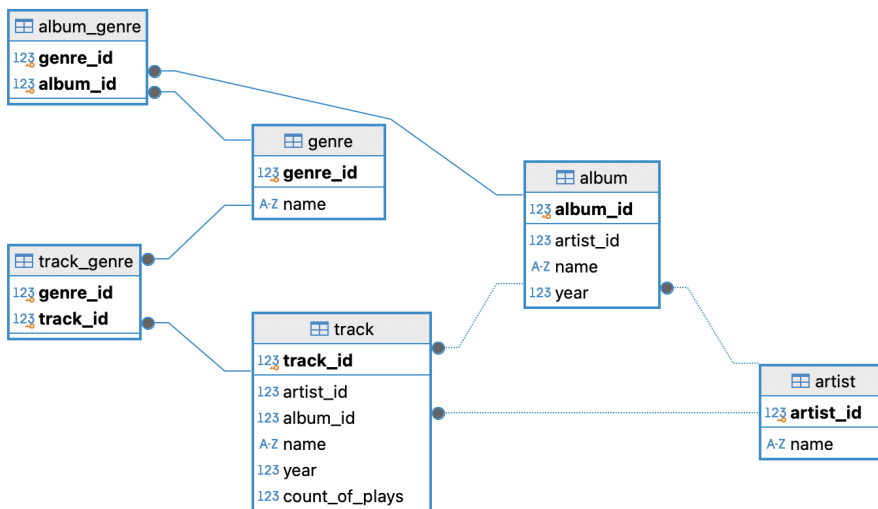 album_genre
123 genre_id
123 album_id
genre
123 genre_id
A-Z name
album
123 album_id
123 artist_id
A-Z name
123 year
track_genre
123 genre_id
123 track_id
track
123 track_id
123 artist_id
123 album_id
A-Z name
123 year
123 count_of_plays
artist
123 artist_id
A-Z name